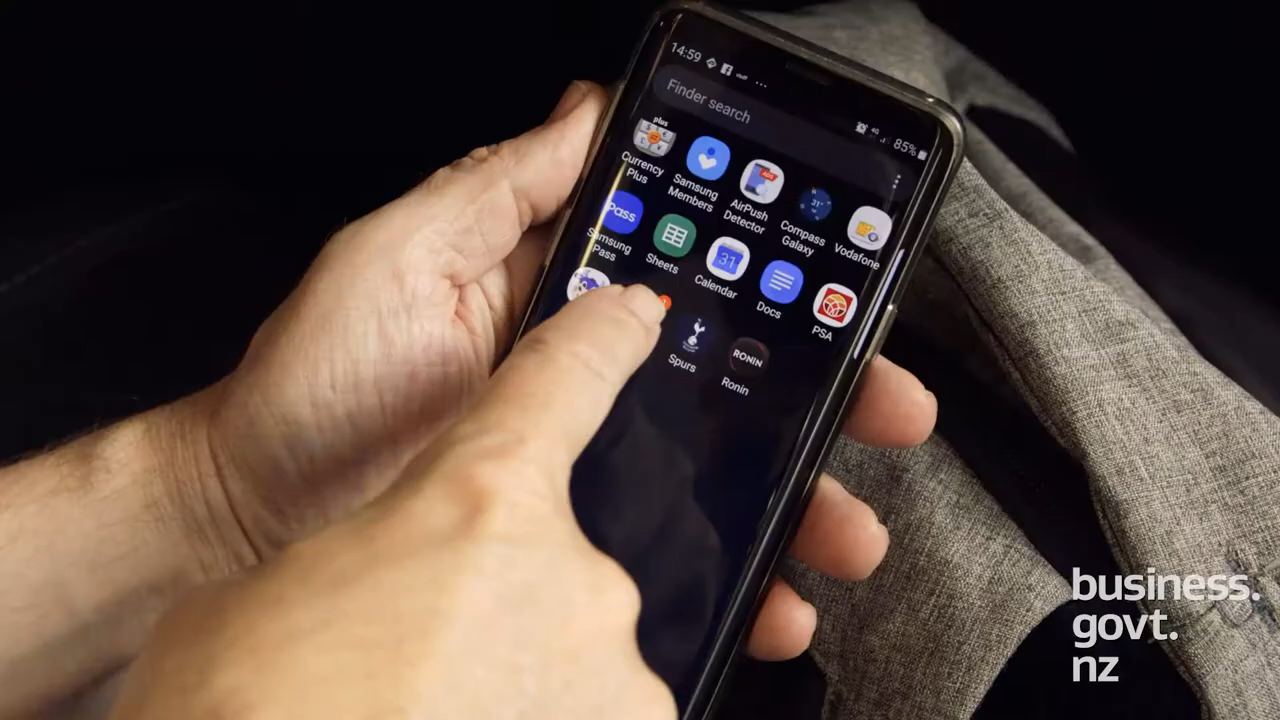 14:59
85%
Finder search
plus
Currency
Plus
Samsung
Members
AirPush
Detector
31°
Compass
Galaxy
Vodafone
Pass
Samsung
Pass
Sheets
31
Calendar
Docs
PSA
Spurs
RONIN
Ronin
business.
govt.
nz